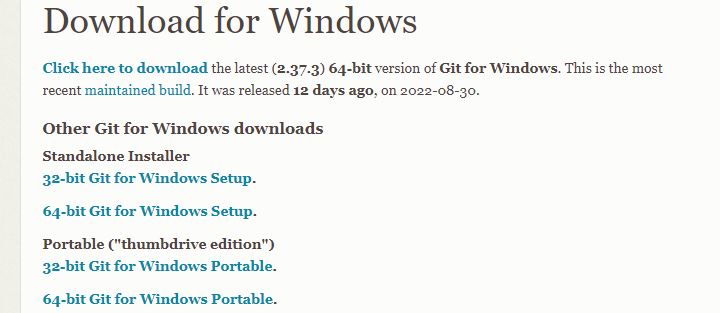 Download for Windows
Click here to download the latest (2.37.3) 64-bit version of Git for Windows. This is the most
recent maintained build. It was released 12 days ago, on 2022-08-30.
Other Git for Windows downloads
Standalone Installer
32-bit Git for Windows Setup.
64-bit Git for Windows Setup.
Portable ("thumbdrive edition")
32-bit Git for Windows Portable.
64-bit Git for Windows Portable.